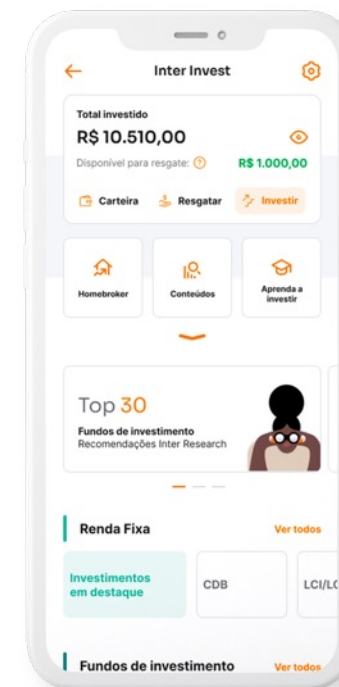 Inter Invest
Total investido
R$ 10.510,00
Disponível para resgate: ?
R$ 1.000,00
Carteira
Resgatar
Investir
Homebroker
Conteúdos
Aprenda a
investir
Top 30
Fundos de investimento
Recomendações Inter Research
Renda Fixa
Ver todos
Investimentos
em destaque
CDB
LCI/LC
Fundos de investimento
Ver todos